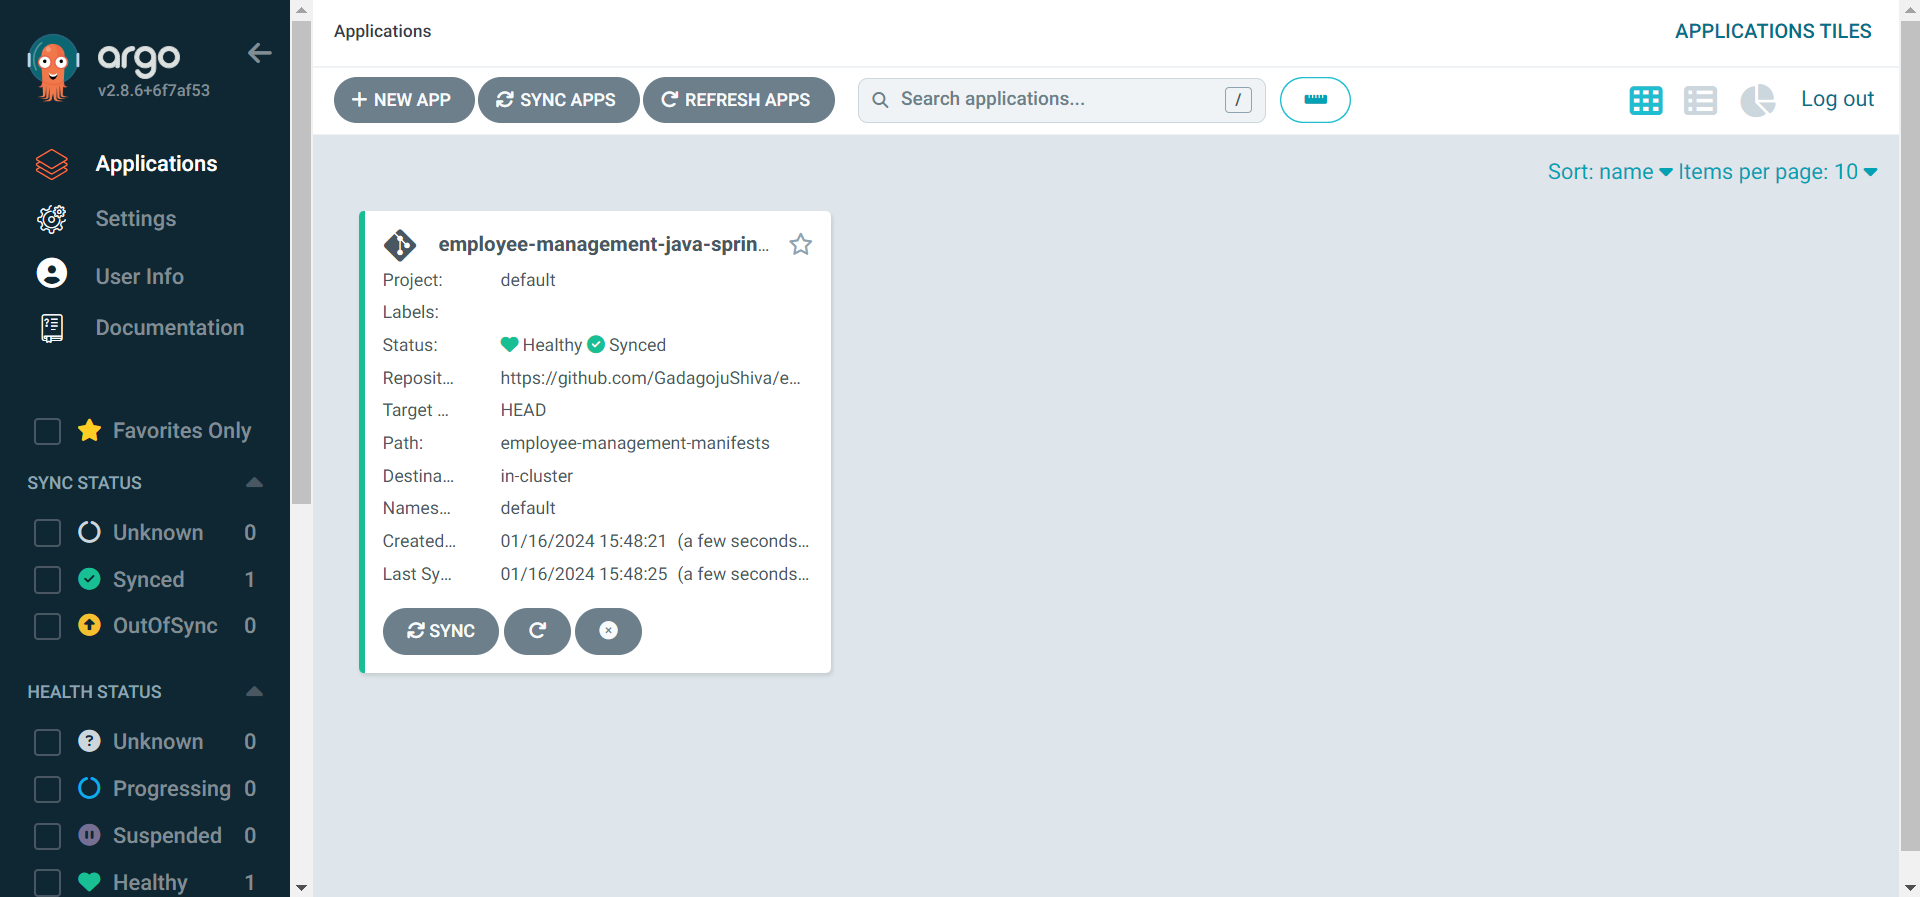 argo
v2.8.6+6f7af53
Applications
Settings
User Info
Documentation
Favorites Only
SYNC STATUS
Unknown 0
Synced 1
OutOfSync 0
HEALTH STATUS
Unknown 0
Progressing 0
Suspended 0
Healthy 1
Applications
APPLICATIONS TILES
NEW APP SYNC APPS REFRESH APPS Search applications... / Log out
Sort: name Items per page: 10
employee-management-java-sprin...
Project: default
Labels:
Status: Healthy Synced
Reposit... https://github.com/GadagojuShiva/e...
Target ... HEAD
Path: employee-management-manifests
Destina... in-cluster
Names... default
Created... 01/16/2024 15:48:21 (a few seconds...
Last Sy... 01/16/2024 15:48:25 (a few seconds...
SYNC